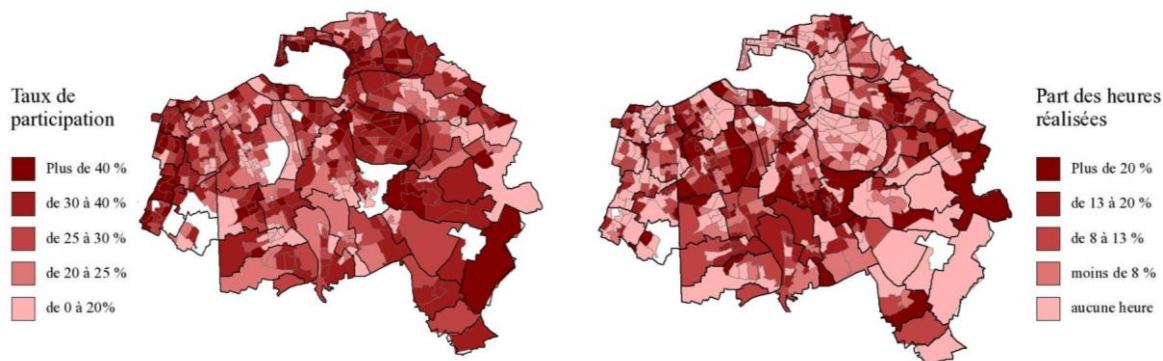 Taux de
participation
Plus de 40 %
de 30 à 40 %
de 25 à 30 %
de 20 à 25 %
de 0 à 20%
Part des heures
réalisées
Plus de 20 %
de 13 à 20 %
de 8 à 13 %
moins de 8 %
aucune heure